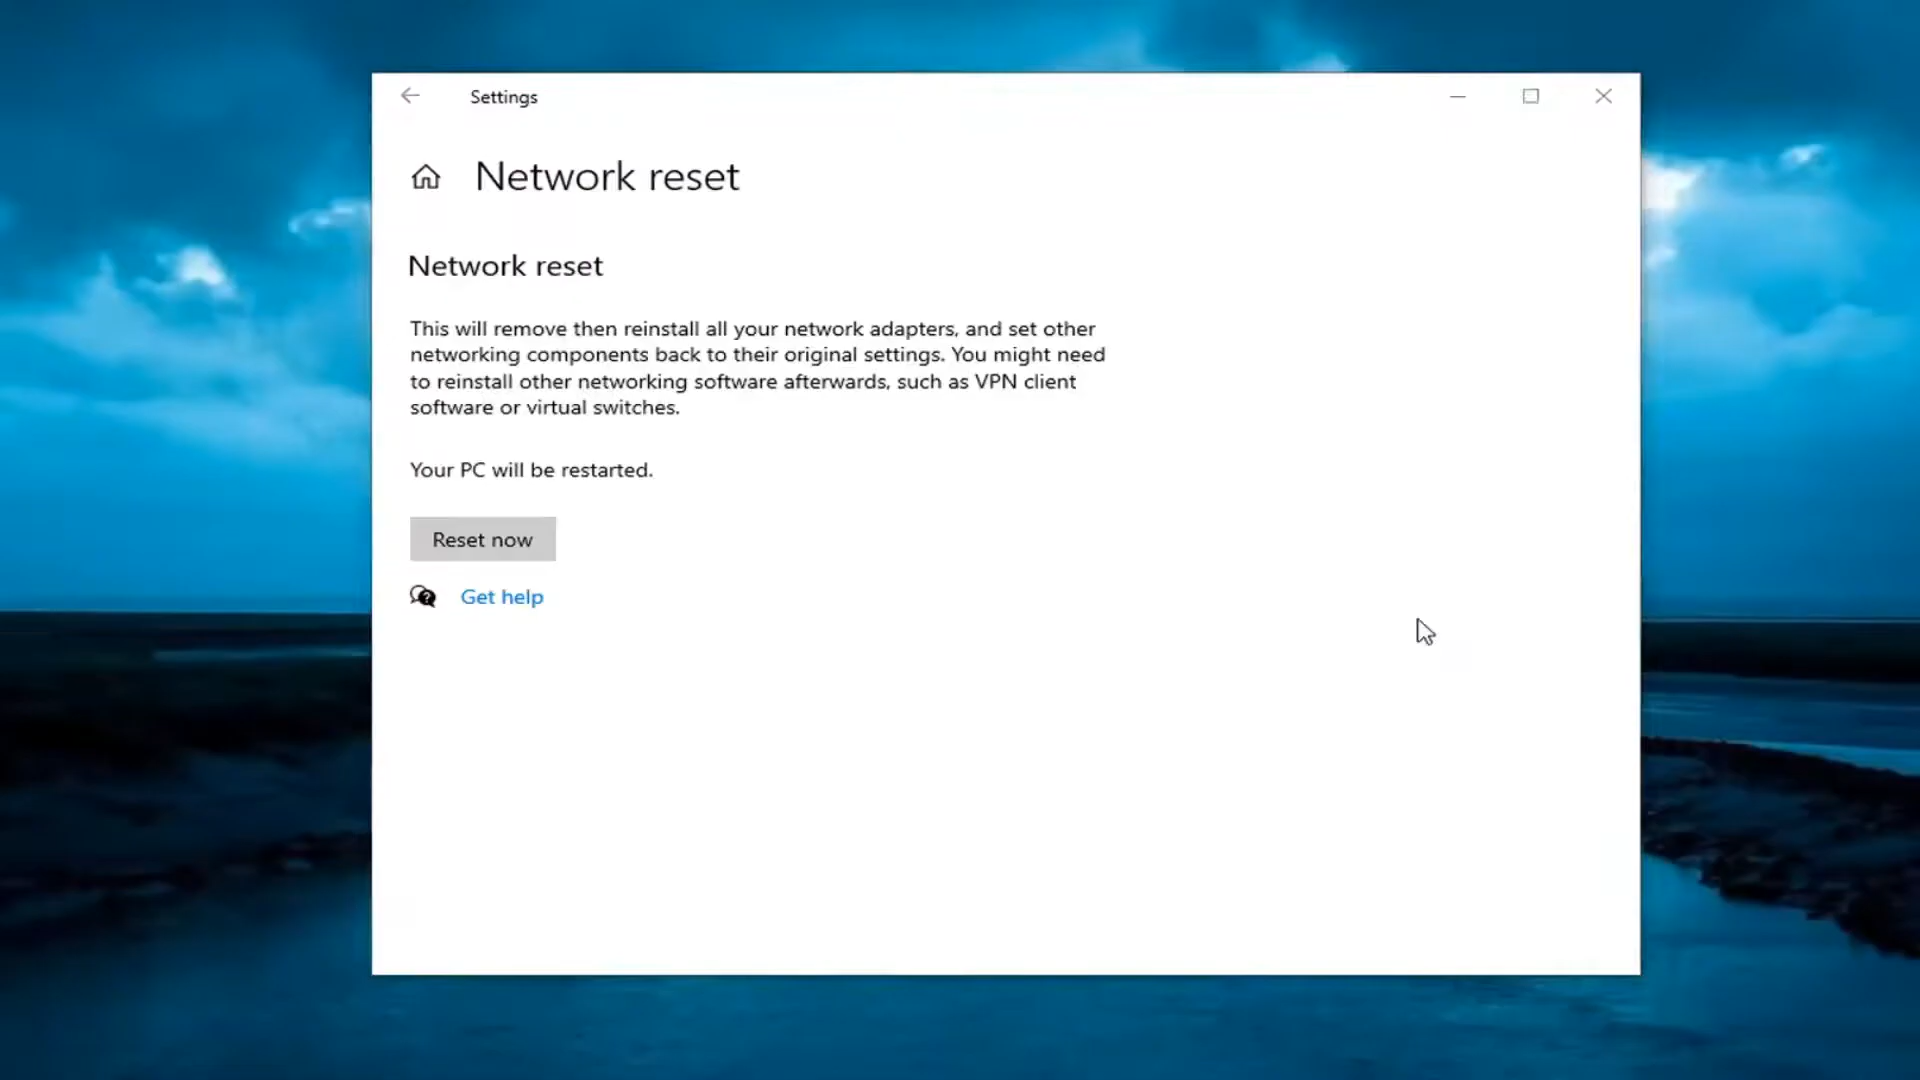 Settings
Network reset
Network reset
This will remove then reinstall all your network adapters, and set other
networking components back to their original settings. You might need
to reinstall other networking software afterwards, such as VPN client
software or virtual switches.
Your PC will be restarted.
Reset now
Get help